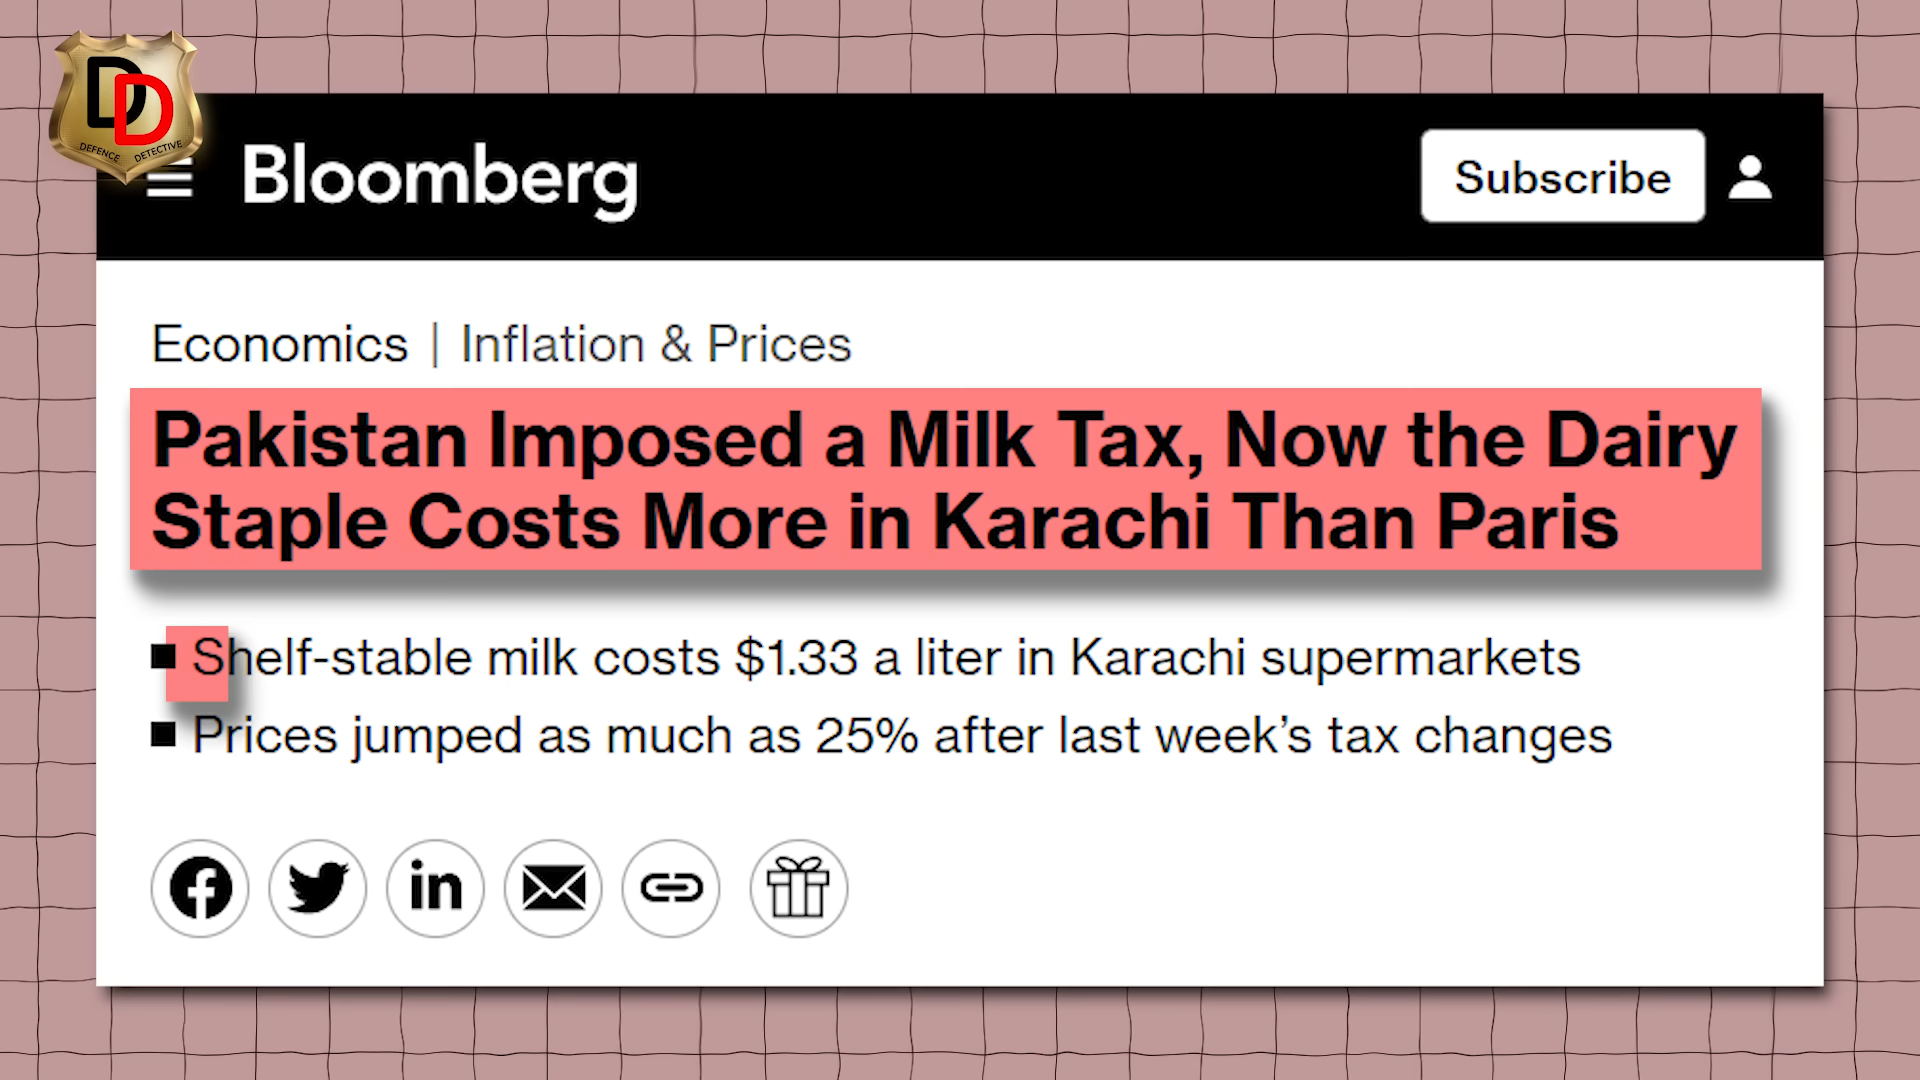 DD
DEFENCE DETECTIVE
Bloomberg
Subscribe
Economics | Inflation & Prices
Pakistan Imposed a Milk Tax, Now the Dairy
Staple Costs More in Karachi Than Paris
Shelf-stable milk costs $1.33 a liter in Karachi supermarkets
Prices jumped as much as 25% after last week’s tax changes
in